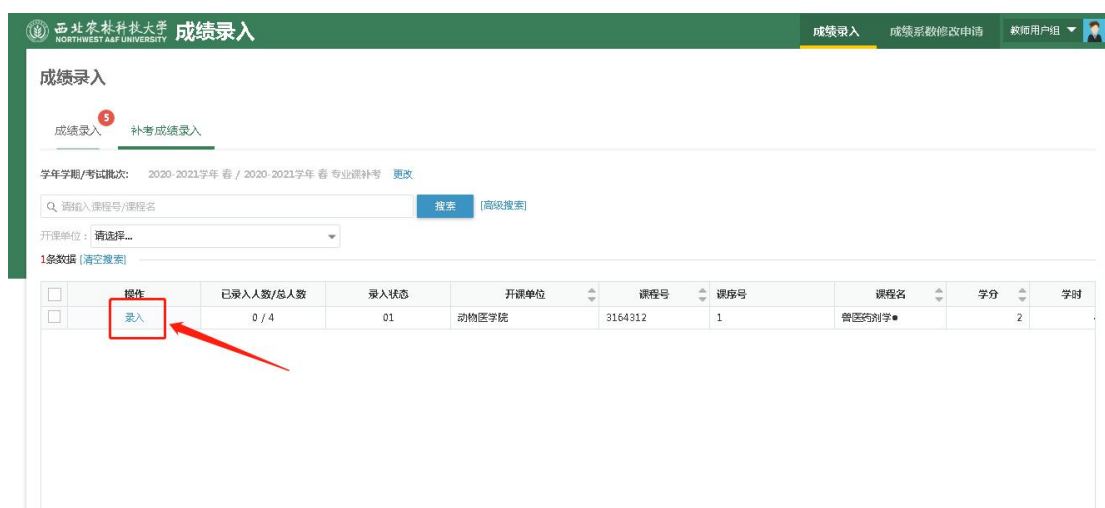 西北农林科技大学 成绩录入 成绩录入 成绩系数修改申请 教师用户组
NORTHWEST A&F UNIVERSITY
成绩录入
成绩录入 5 补考成绩录入
学年学期/考试批次: 2020-2021学年 春 / 2020-2021学年 春 专业课补考 更改
请输入课程号/课程名 搜索 [高级搜索]
开课单位: 请选择...
1条数据 [清空搜索]
操作 已录入人数/总人数 录入状态 开课单位 课程号 课序号 课程名 学分 学时
录入 0 / 4 01 动物医学院 3164312 1 兽医药剂学● 2